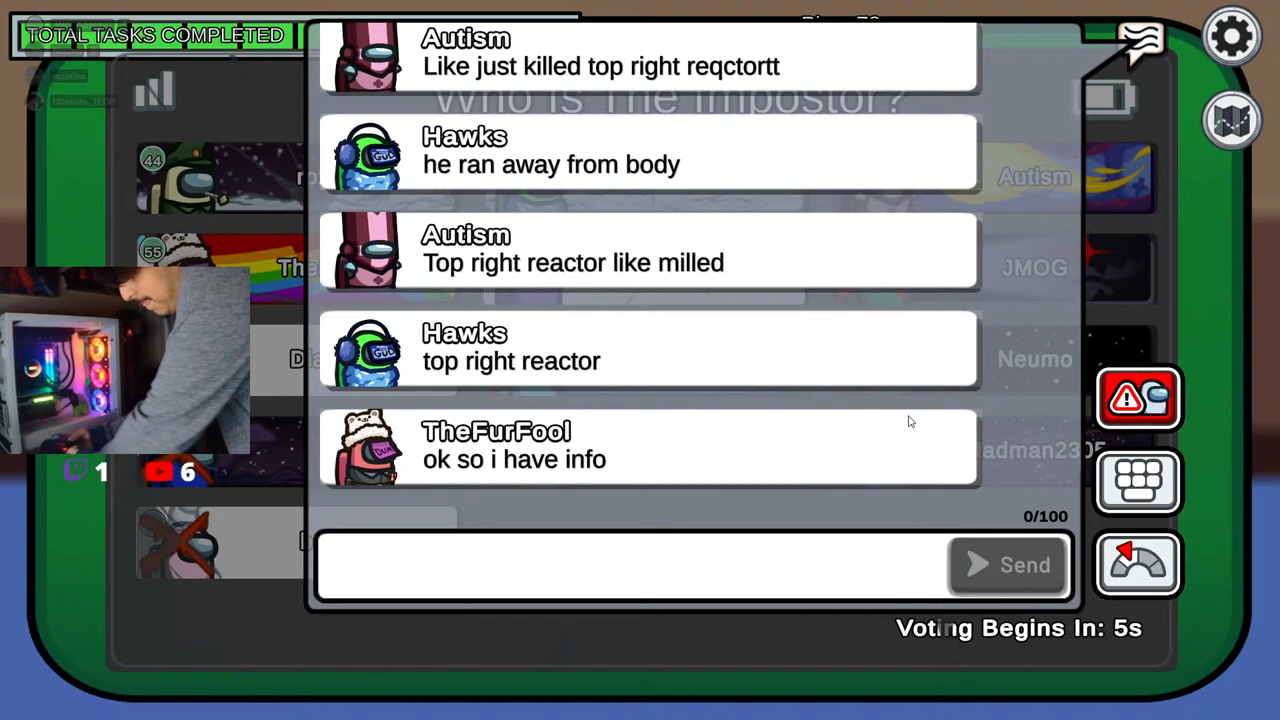 TOTAL TASKS COMPLETED
Who Is The Impostor?
Autism
Like just killed top right reqctortt
Hawks
he ran away from body
Autism
Top right reactor like milled
Hawks
top right reactor
TheFurFool
ok so i have info
0/100
Send
Voting Begins In: 5s
44
55
Autism
JMOG
Neumo
adman2305
1
6